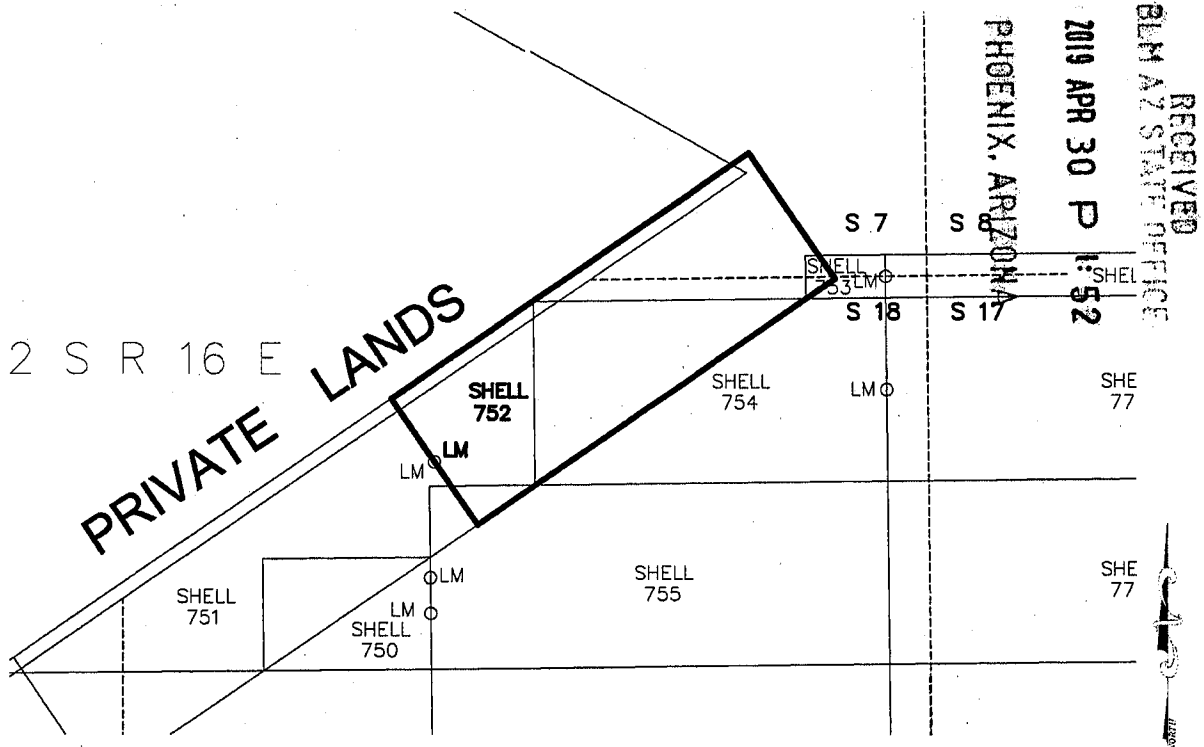 RECEIVED
BLM AZ STATE OFFICE
2019 APR 30 P 1:52
PHOENIX, ARIZONA
S 7
S 8
SHELL
753
LM
SHEL
S 18
S 17
2 S R 16 E
PRIVATE LANDS
SHELL
752
SHELL
754
LM
SHE
77
LM
LM
SHELL
751
LM
LM
SHELL
750
SHELL
755
SHE
77